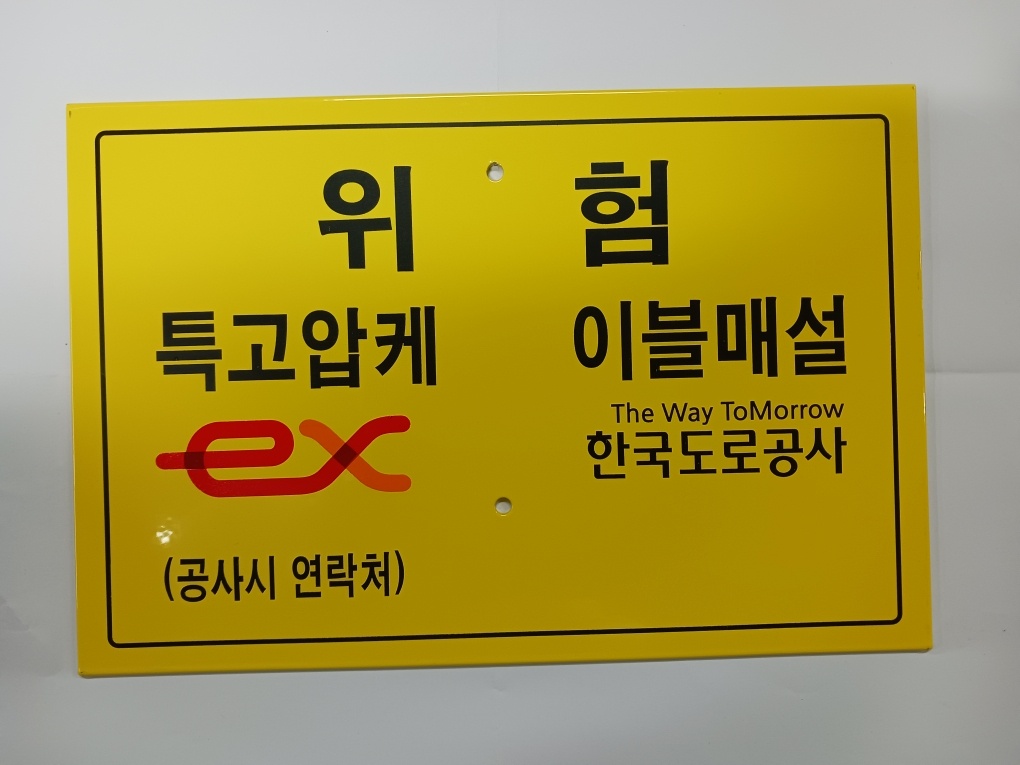 위 험
특고압케 이블매설
ex
The Way ToMorrow
한국도로공사
(공사시 연락처)